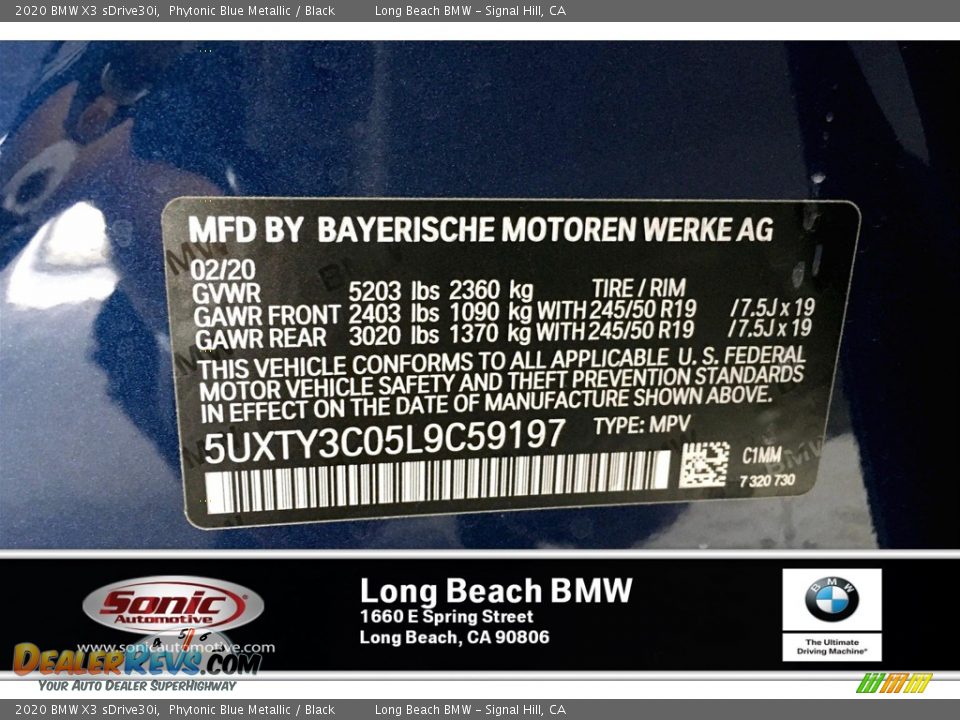 2020 BMW X3 sDrive30i, Phytonic Blue Metallic / Black Long Beach BMW - Signal Hill, CA
MFD BY BAYERISCHE MOTOREN WERKE AG
02/20
GVWR 5203 lbs 2360 kg TIRE / RIM
GAWR FRONT 2403 lbs 1090 kg WITH 245/50 R19 /7.5J x 19
GAWR REAR 3020 lbs 1370 kg WITH 245/50 R19 /7.5J x 19
THIS VEHICLE CONFORMS TO ALL APPLICABLE U. S. FEDERAL
MOTOR VEHICLE SAFETY AND THEFT PREVENTION STANDARDS
IN EFFECT ON THE DATE OF MANUFACTURE SHOWN ABOVE.
5UXTY3C05L9C59197 TYPE: MPV
C1MM
7 320 730
Sonic
Automotive
www.sonicautomotive.com
Long Beach BMW
1660 E Spring Street
Long Beach, CA 90806
BMW
The Ultimate
Driving Machine®
DEALERREVS.COM
YOUR AUTO DEALER SUPERHIGHWAY
2020 BMW X3 sDrive30i, Phytonic Blue Metallic / Black Long Beach BMW - Signal Hill, CA